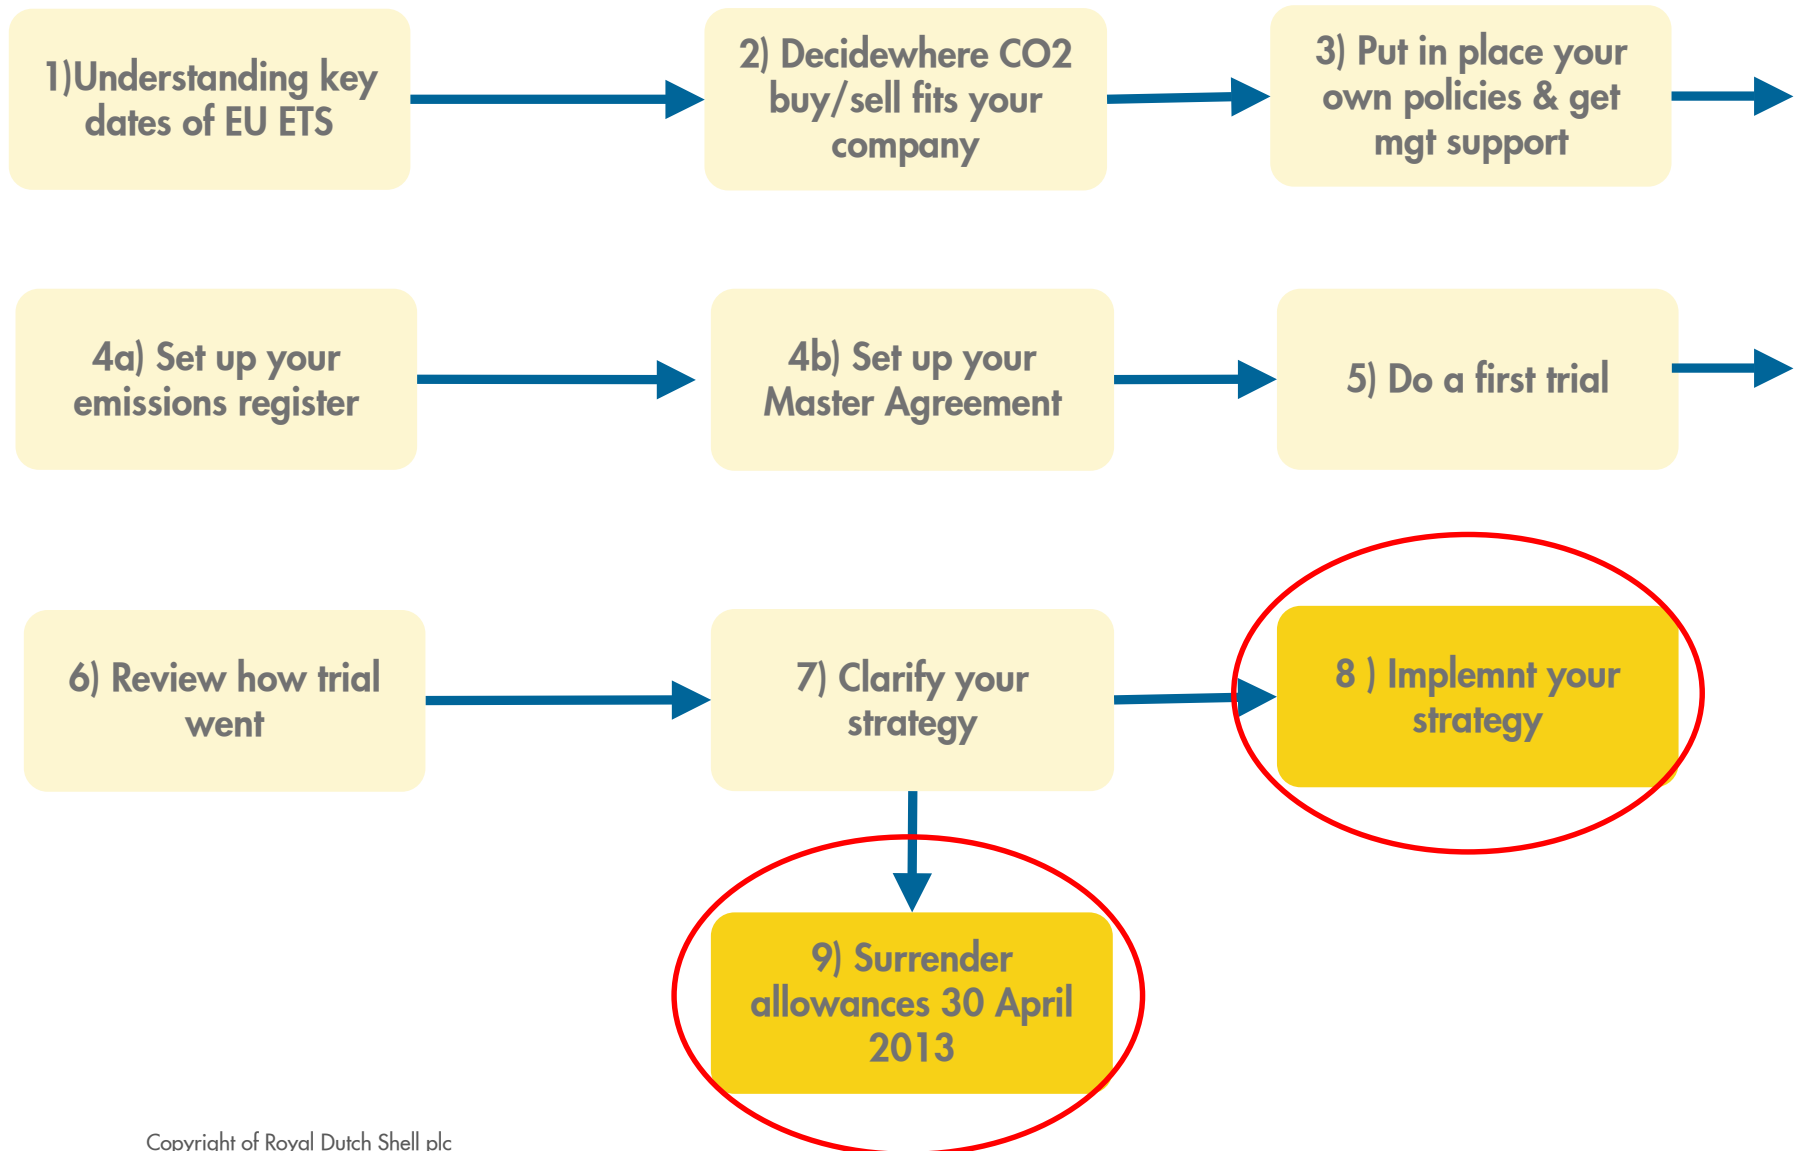 1)Understanding key
dates of EU ETS
2) Decidewhere CO2
buy/sell fits your
company
3) Put in place your
own policies & get
mgt support
4a) Set up your
emissions register
4b) Set up your
Master Agreement
5) Do a first trial
6) Review how trial
went
7) Clarify your
strategy
8 ) Implemnt your
strategy
9) Surrender
allowances 30 April
2013
Copyright of Royal Dutch Shell plc